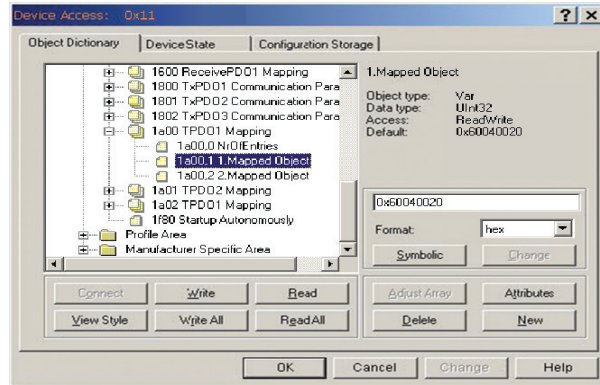 Device Access: 0x11
Object Dictionary
DeviceState
Configuration Storage
1600 ReceivePDO1 Mapping
1800 TxPDO1 Communication Para
1801 TxPDO2 Communication Para
1802 TxPDO3 Communication Para
1a00 TPDO1 Mapping
1a00,0 NrOfEntries
1a00,1 1.Mapped Object
1a00,2 2.Mapped Object
1a01 TPDO2 Mapping
1a02 TPDO1 Mapping
1f80 Startup Autonomously
Profile Area
Manufacturer Specific Area
1.Mapped Object
Object type: Var
Data type: UInt32
Access: ReadWrite
Default: 0x60040020
0x60040020
Format: hex
Symbolic Change
Connect Write Read
View Style Write All Read All
Adjust Array Attributes
Delete New
OK Cancel Change Help